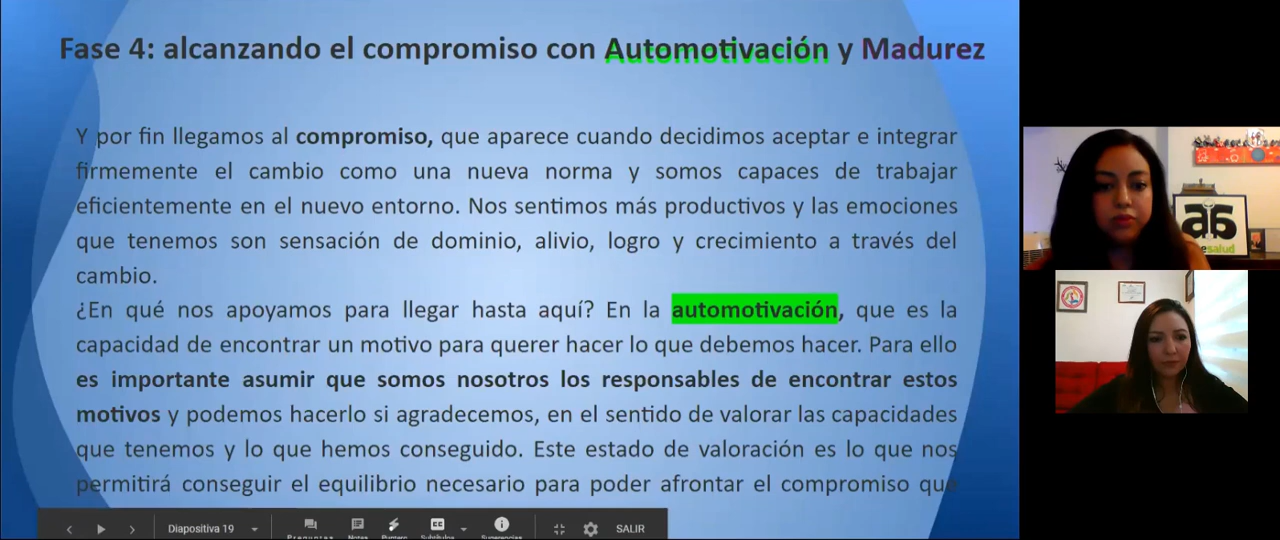 Fase 4: alcanzando el compromiso con Automotivación y Madurez
Y por fin llegamos al compromiso, que aparece cuando decidimos aceptar e integrar
firmemente el cambio como una nueva norma y somos capaces de trabajar
eficientemente en el nuevo entorno. Nos sentimos más productivos y las emociones
que tenemos son sensación de dominio, alivio, logro y crecimiento a través del
cambio.
¿En qué nos apoyamos para llegar hasta aquí? En la automotivación, que es la
capacidad de encontrar un motivo para querer hacer lo que debemos hacer. Para ello
es importante asumir que somos nosotros los responsables de encontrar estos
motivos y podemos hacerlo si agradecemos, en el sentido de valorar las capacidades
que tenemos y lo que hemos conseguido. Este estado de valoración es lo que nos
permitirá conseguir el equilibrio necesario para poder afrontar el compromiso que
Diapositiva 19
Preguntas
Notas
Puntero
CC
Subtítulos
Sugerencias
SALIR
esalud